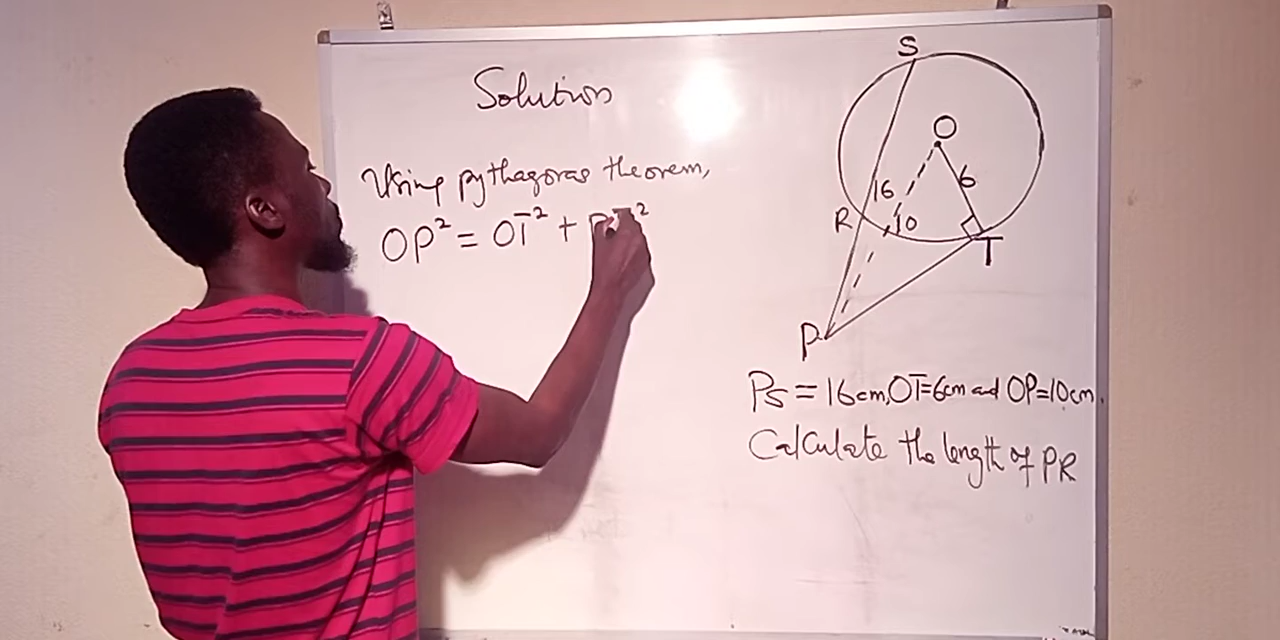 Solution
Using pythagoras theorem,
OP² = OT² + PT²
S
O
16
6
R
10
T
P
PS = 16cm, OT=6cm and OP=10cm.
Calculate the length of PR